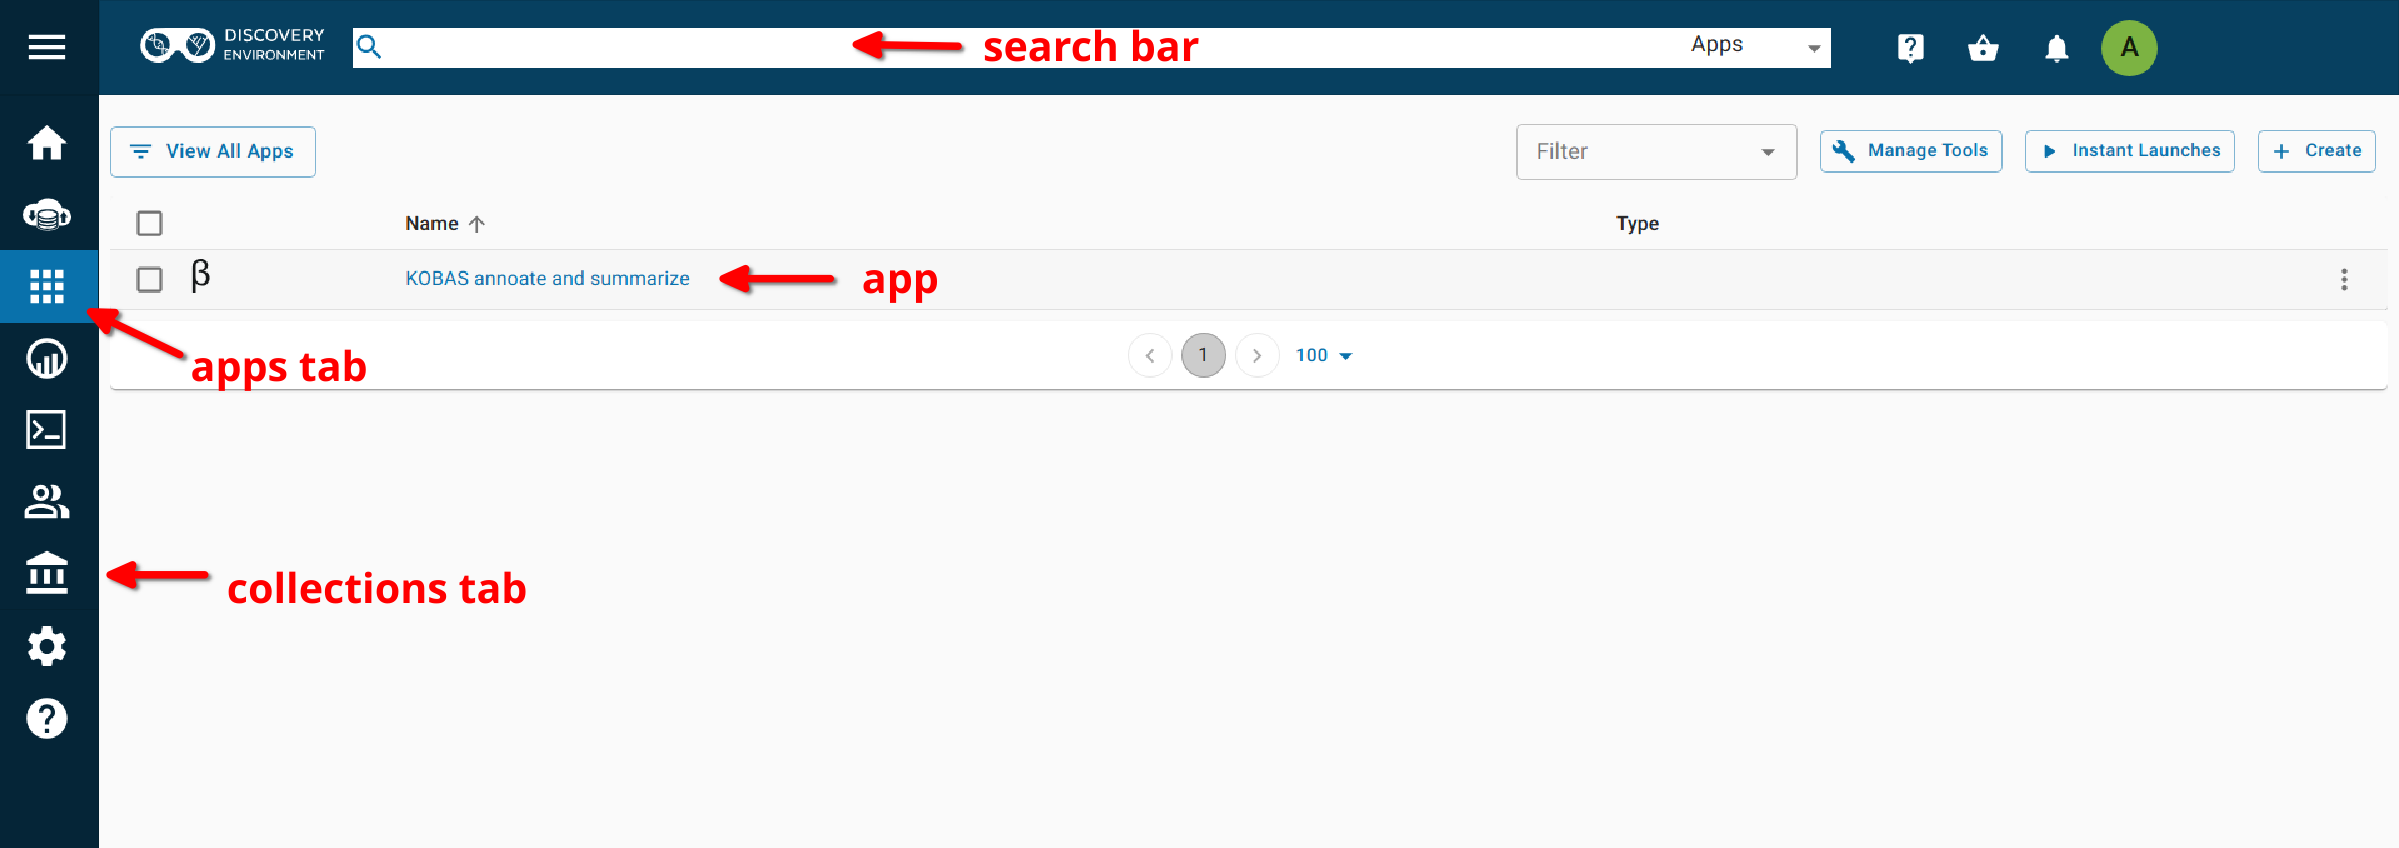 DISCOVERY
ENVIRONMENT
search bar
Apps
A
View All Apps
Filter
Manage Tools
Instant Launches
+ Create
Name ↑
Type
β
KOBAS annoate and summarize
app
apps tab
< 1 > 100
collections tab